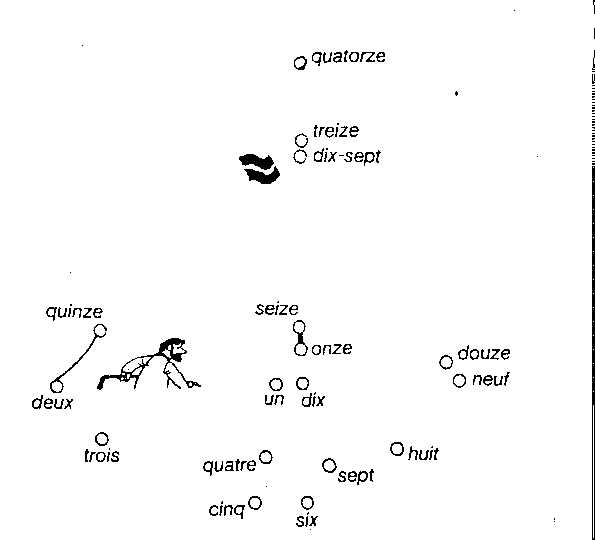 quatorze
treize
dix-sept
quinze
seize
onze
douze
neuf
deux
un
dix
trois
quatre
sept
huit
cinq
six